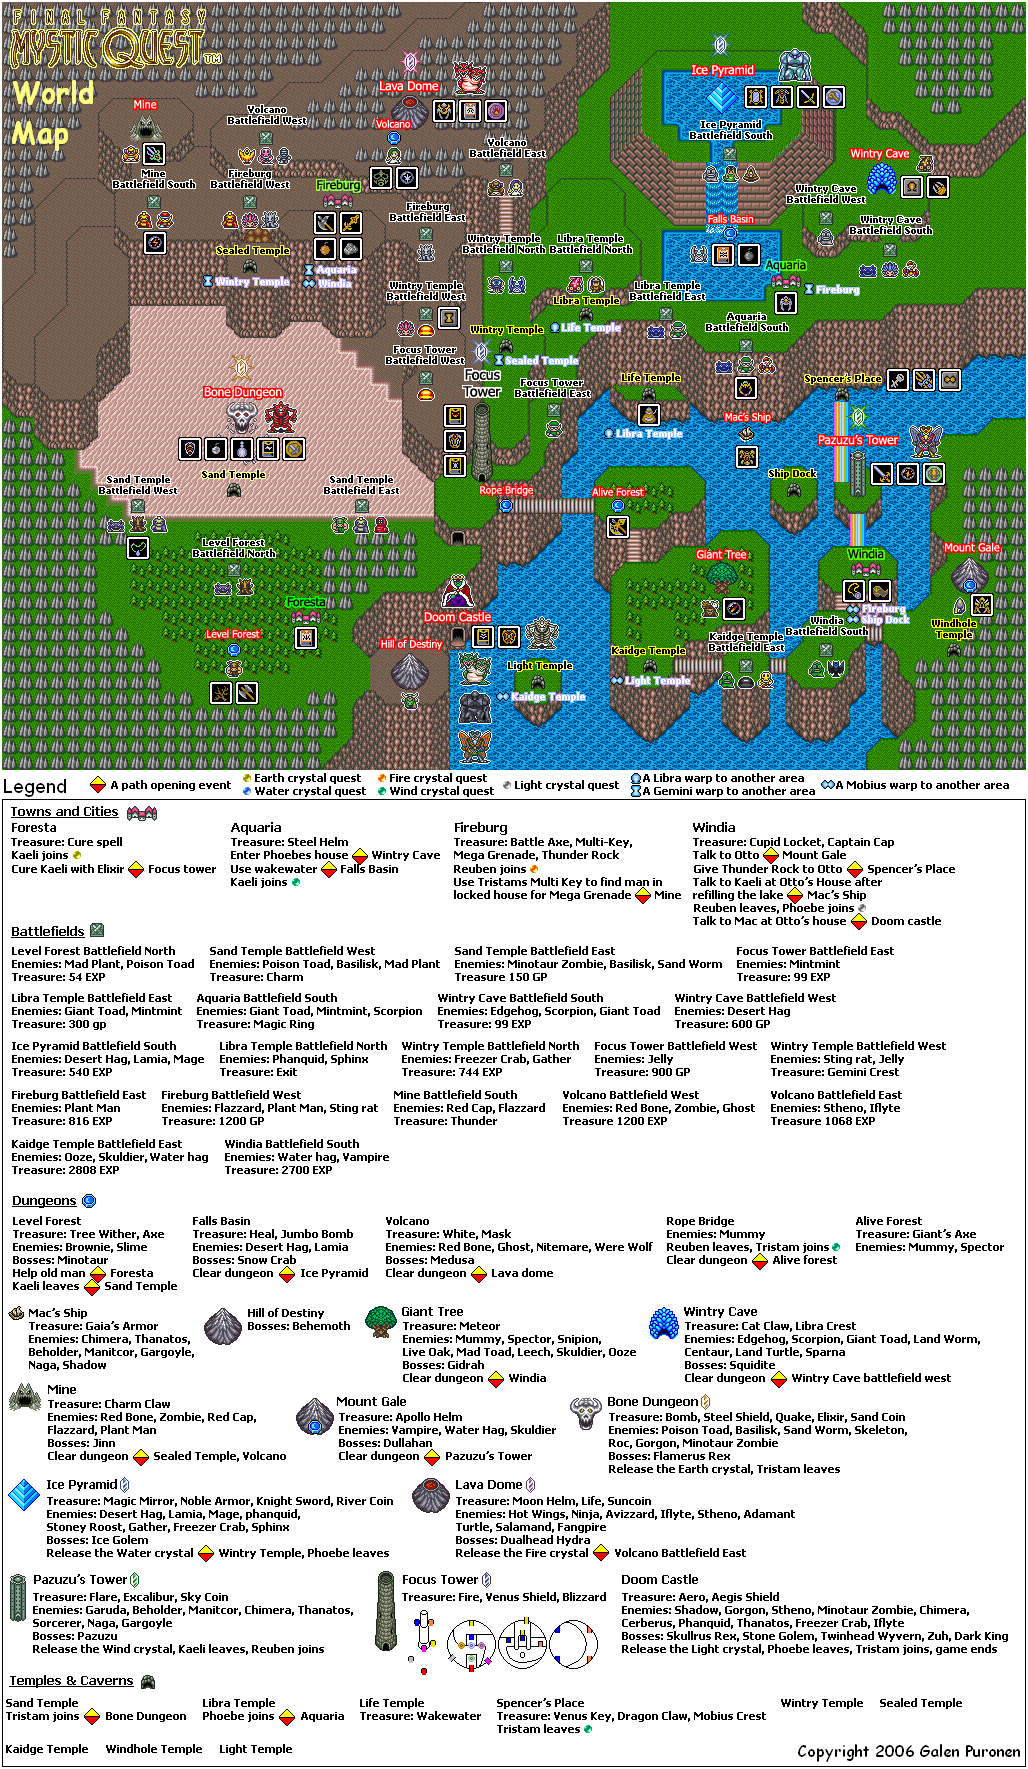 FINAL FANTASY
MYSTIC QUEST™
World
Map
Mine
Volcano
Battlefield West
Lava Dome
Volcano
Ice Pyramid
Ice Pyramid
Battlefield South
Volcano
Battlefield East
Wintry Cave
Mine
Battlefield South
Fireburg
Battlefield West
Fireburg
Wintry Cave
Battlefield West
Fireburg
Battlefield East
Falls Basin
Wintry Cave
Battlefield South
Sealed Temple
Wintry Temple
Battlefield North
Libra Temple
Battlefield North
Aquaria
Windia
Wintry Temple
Aquaria
Fireburg
Wintry Temple
Battlefield West
Libra Temple
Libra Temple
Battlefield East
Aquaria
Battlefield South
Wintry Temple
Life Temple
Sealed Temple
Focus Tower
Battlefield West
Focus
Tower
Focus Tower
Battlefield East
Life Temple
Spencer's Place
Bone Dungeon
Libra Temple
Mac's Ship
Pazuzu's Tower
Sand Temple
Sand Temple
Battlefield West
Sand Temple
Battlefield East
Ship Dock
Rope Bridge
Alive Forest
Level Forest
Battlefield North
Giant Tree
Windia
Mount Gale
Foresta
Doom Castle
Fireburg
Ship Dock
Windia
Battlefield South
Windhole
Temple
Level Forest
Hill of Destiny
Kaidge Temple
Battlefield East
Kaidge Temple
Light Temple
Light Temple
Kaidge Temple
Legend
A path opening event
Earth crystal quest
Water crystal quest
Fire crystal quest
Wind crystal quest
Light crystal quest
A Libra warp to another area
A Gemini warp to another area
A Mobius warp to another area
Towns and Cities
Foresta
Treasure: Cure spell
Kaeli joins
Cure Kaeli with Elixir Focus tower
Aquaria
Treasure: Steel Helm
Enter Phoebes house Wintry Cave
Use wakewater Falls Basin
Kaeli joins
Fireburg
Treasure: Battle Axe, Multi-Key,
Mega Grenade, Thunder Rock
Reuben joins
Use Tristams Multi Key to find man in
locked house for Mega Grenade Mine
Windia
Treasure: Cupid Locket, Captain Cap
Talk to Otto Mount Gale
Give Thunder Rock to Otto Spencer's Place
Talk to Kaeli at Otto's House after
refilling the lake Mac's Ship
Reuben leaves, Phoebe joins
Talk to Mac at Otto's house Doom castle
Battlefields
Level Forest Battlefield North
Enemies: Mad Plant, Poison Toad
Treasure: 54 EXP
Sand Temple Battlefield West
Enemies: Poison Toad, Basilisk, Mad Plant
Treasure: Charm
Sand Temple Battlefield East
Enemies: Minotaur Zombie, Basilisk, Sand Worm
Treasure 150 GP
Focus Tower Battlefield East
Enemies: Mintmint
Treasure: 99 EXP
Libra Temple Battlefield East
Enemies: Giant Toad, Mintmint
Treasure: 300 gp
Aquaria Battlefield South
Enemies: Giant Toad, Mintmint, Scorpion
Treasure: Magic Ring
Wintry Cave Battlefield South
Enemies: Edgehog, Scorpion, Giant Toad
Treasure: 99 EXP
Wintry Cave Battlefield West
Enemies: Desert Hag
Treasure: 600 GP
Ice Pyramid Battlefield South
Enemies: Desert Hag, Lamia, Mage
Treasure: 540 EXP
Libra Temple Battlefield North
Enemies: Phanquid, Sphinx
Treasure: Exit
Wintry Temple Battlefield North
Enemies: Freezer Crab, Gather
Treasure: 744 EXP
Focus Tower Battlefield West
Enemies: Jelly
Treasure: 900 GP
Wintry Temple Battlefield West
Enemies: Sting rat, Jelly
Treasure: Gemini Crest
Fireburg Battlefield East
Enemies: Plant Man
Treasure: 816 EXP
Fireburg Battlefield West
Enemies: Flazzard, Plant Man, Sting rat
Treasure: 1200 GP
Mine Battlefield South
Enemies: Red Cap, Flazzard
Treasure: Thunder
Volcano Battlefield West
Enemies: Red Bone, Zombie, Ghost
Treasure 1200 EXP
Volcano Battlefield East
Enemies: Stheno, Iflyte
Treasure 1068 EXP
Kaidge Temple Battlefield East
Enemies: Ooze, Skuldier, Water hag
Treasure: 2808 EXP
Windia Battlefield South
Enemies: Water hag, Vampire
Treasure: 2700 EXP
Dungeons
Level Forest
Treasure: Tree Wither, Axe
Enemies: Brownie, Slime
Bosses: Minotaur
Help old man Foresta
Kaeli leaves Sand Temple
Falls Basin
Treasure: Heal, Jumbo Bomb
Enemies: Desert Hag, Lamia
Bosses: Snow Crab
Clear dungeon Ice Pyramid
Volcano
Treasure: White, Mask
Enemies: Red Bone, Ghost, Nitemare, Were Wolf
Bosses: Medusa
Clear dungeon Lava dome
Rope Bridge
Enemies: Mummy
Reuben leaves, Tristam joins
Clear dungeon Alive forest
Alive Forest
Treasure: Giant's Axe
Enemies: Mummy, Spector
Mac's Ship
Treasure: Gaia's Armor
Enemies: Chimera, Thanatos,
Beholder, Manitcor, Gargoyle,
Naga, Shadow
Hill of Destiny
Bosses: Behemoth
Giant Tree
Treasure: Meteor
Enemies: Mummy, Spector, Snipion,
Live Oak, Mad Toad, Leech, Skuldier, Ooze
Bosses: Gidrah
Clear dungeon Windia
Wintry Cave
Treasure: Cat Claw, Libra Crest
Enemies: Edgehog, Scorpion, Giant Toad, Land Worm,
Centaur, Land Turtle, Sparna
Bosses: Squidite
Clear dungeon Wintry Cave battlefield west
Mine
Treasure: Charm Claw
Enemies: Red Bone, Zombie, Red Cap,
Flazzard, Plant Man
Bosses: Jinn
Clear dungeon Sealed Temple, Volcano
Mount Gale
Treasure: Apollo Helm
Enemies: Vampire, Water Hag, Skuldier
Bosses: Dullahan
Clear dungeon Pazuzu's Tower
Bone Dungeon
Treasure: Bomb, Steel Shield, Quake, Elixir, Sand Coin
Enemies: Poison Toad, Basilisk, Sand Worm, Skeleton,
Roc, Gorgon, Minotaur Zombie
Bosses: Flamerus Rex
Release the Earth crystal, Tristam leaves
Ice Pyramid
Treasure: Magic Mirror, Noble Armor, Knight Sword, River Coin
Enemies: Desert Hag, Lamia, Mage, phanquid,
Stoney Roost, Gather, Freezer Crab, Sphinx
Bosses: Ice Golem
Release the Water crystal Wintry Temple, Phoebe leaves
Lava Dome
Treasure: Moon Helm, Life, Suncoin
Enemies: Hot Wings, Ninja, Avizzard, Iflyte, Stheno, Adamant
Turtle, Salamand, Fangpire
Bosses: Dualhead Hydra
Release the Fire crystal Volcano Battlefield East
Pazuzu's Tower
Treasure: Flare, Excalibur, Sky Coin
Enemies: Garuda, Beholder, Manitcor, Chimera, Thanatos,
Sorcerer, Naga, Gargoyle
Bosses: Pazuzu
Release the Wind crystal, Kaeli leaves, Reuben joins
Focus Tower
Treasure: Fire, Venus Shield, Blizzard
Doom Castle
Treasure: Aero, Aegis Shield
Enemies: Shadow, Gorgon, Stheno, Minotaur Zombie, Chimera,
Cerberus, Phanquid, Thanatos, Freezer Crab, Iflyte
Bosses: Skullrus Rex, Stone Golem, Twinhead Wyvern, Zuh, Dark King
Release the Light crystal, Phoebe leaves, Tristam joins, game ends
Temples & Caverns
Sand Temple
Tristam joins Bone Dungeon
Libra Temple
Phoebe joins Aquaria
Life Temple
Treasure: Wakewater
Spencer's Place
Treasure: Venus Key, Dragon Claw, Mobius Crest
Tristam leaves
Wintry Temple
Sealed Temple
Kaidge Temple
Windhole Temple
Light Temple
Copyright 2006 Galen Puronen